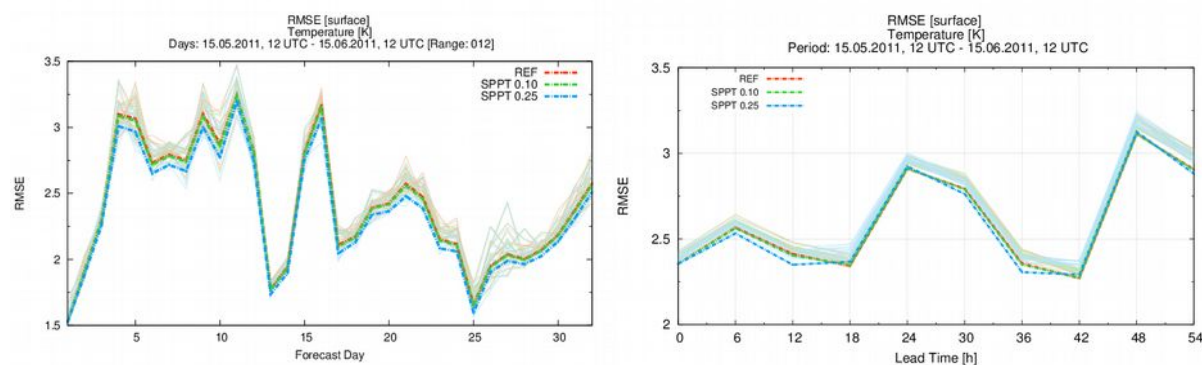 RMSE [surface]
Temperature [K]
Days: 15.05.2011, 12 UTC - 15.06.2011, 12 UTC [Range: 012]
3.5
3
2.5
2
1.5
RMSE
REF
SPPT 0.10
SPPT 0.25
5
10
15
20
25
30
Forecast Day
RMSE [surface]
Temperature [K]
Period: 15.05.2011, 12 UTC - 15.06.2011, 12 UTC
3.5
3
2.5
2
RMSE
REF
SPPT 0.10
SPPT 0.25
0
6
12
18
24
30
36
42
48
54
Lead Time [h]